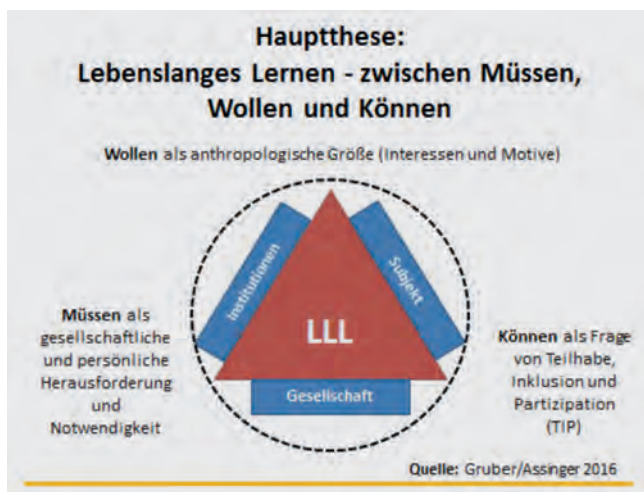 Hauptthese:
Lebenslanges Lernen - zwischen Müssen,
Wollen und Können
Wollen als anthropologische Größe (Interessen und Motive)
Institutionen
Subjekt
LLL
Gesellschaft
Müssen als
gesellschaftliche
und persönliche
Herausforderung
und
Notwendigkeit
Können als Frage
von Teilhabe,
Inklusion und
Partizipation
(TIP)
Quelle: Gruber/Assinger 2016